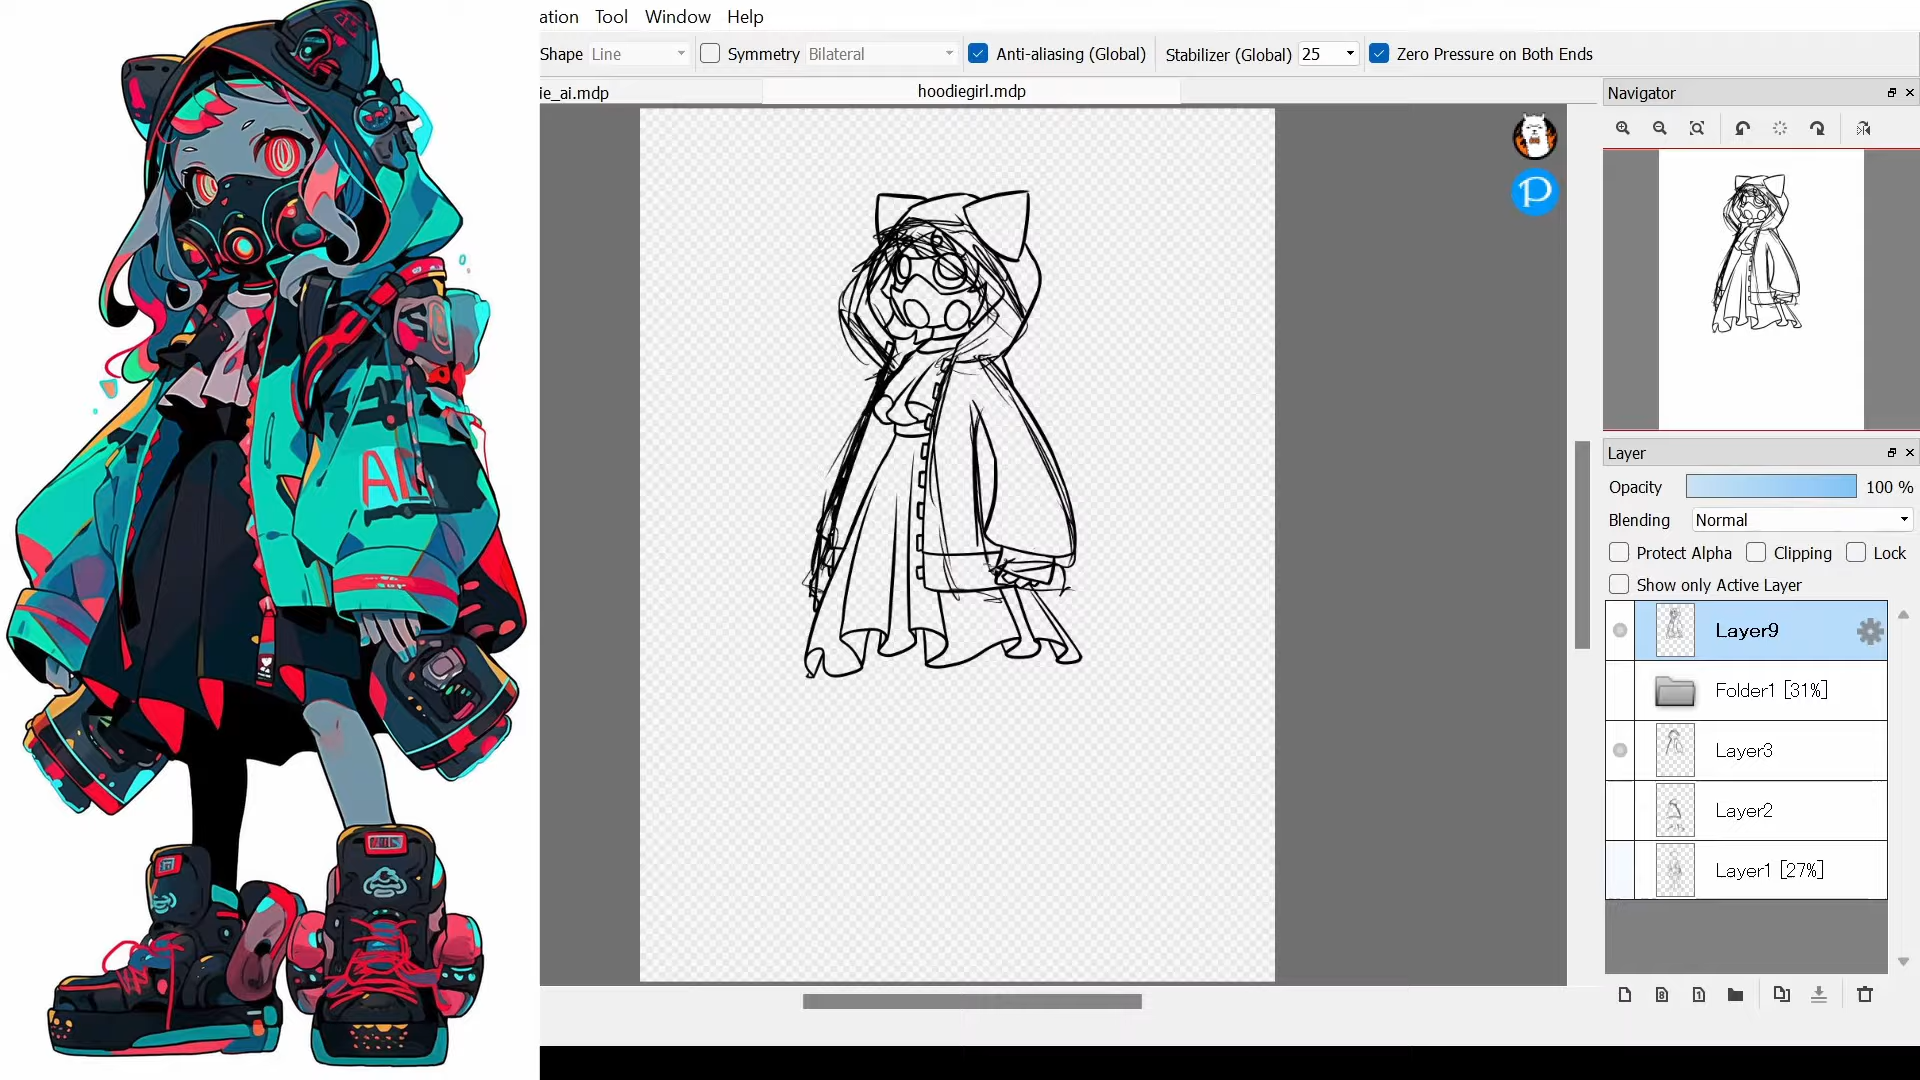 ation Tool Window Help
Shape Line Symmetry Bilateral Anti-aliasing (Global) Stabilizer (Global) 25 Zero Pressure on Both Ends
ie_ai.mdp hoodiegirl.mdp
Navigator
P
Layer
Opacity 100 %
Blending Normal
Protect Alpha Clipping Lock
Show only Active Layer
Layer9
Folder1 [31%]
Layer3
Layer2
Layer1 [27%]